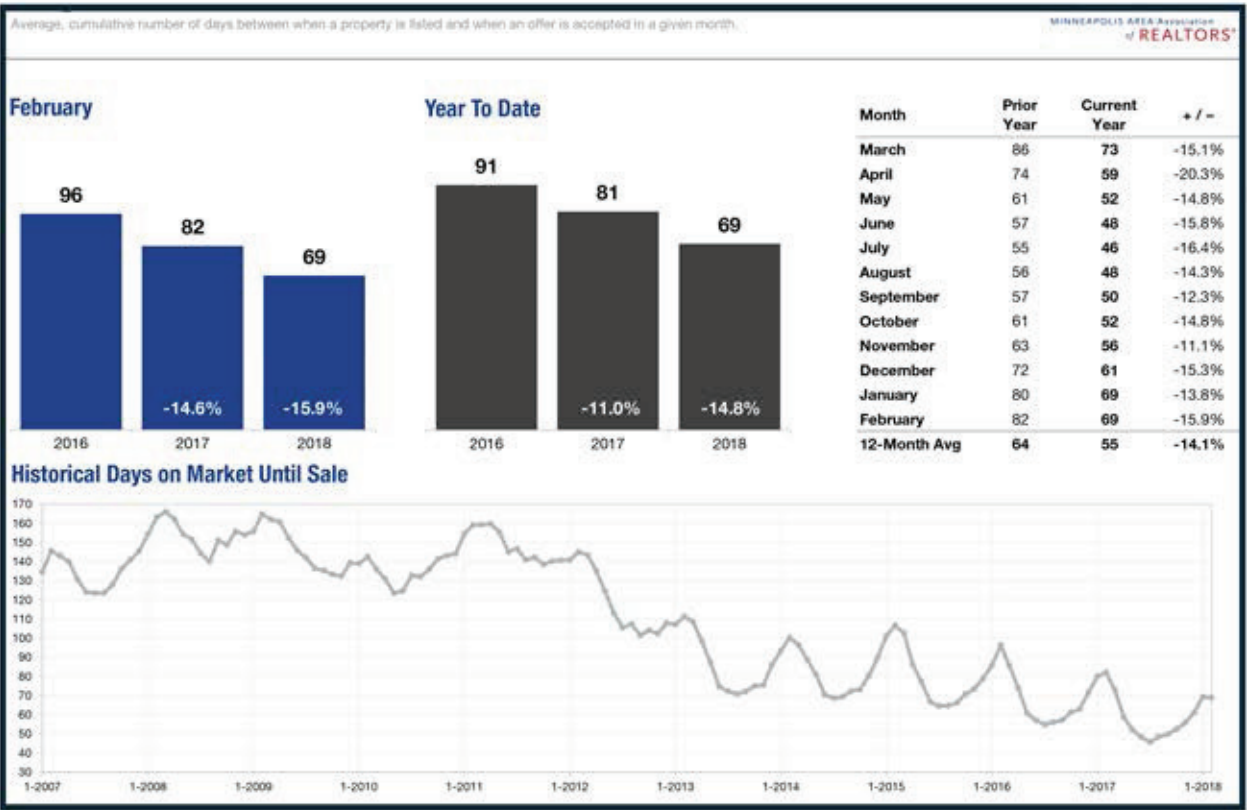 Average, cumulative number of days between when a property is listed and when an offer is accepted in a given month.
MINNEAPOLIS AREA Association
of REALTORS®
February
96
82
69
-14.6%
-15.9%
2016 2017 2018
Year To Date
91
81
69
-11.0%
-14.8%
2016 2017 2018
Month Prior Year Current Year + / –
March 86 73 -15.1%
April 74 59 -20.3%
May 61 52 -14.8%
June 57 48 -15.8%
July 55 46 -16.4%
August 56 48 -14.3%
September 57 50 -12.3%
October 61 52 -14.8%
November 63 56 -11.1%
December 72 61 -15.3%
January 80 69 -13.8%
February 82 69 -15.9%
12-Month Avg 64 55 -14.1%
Historical Days on Market Until Sale
170
160
150
140
130
120
110
100
90
80
70
60
50
40
30
1-2007 1-2008 1-2009 1-2010 1-2011 1-2012 1-2013 1-2014 1-2015 1-2016 1-2017 1-2018